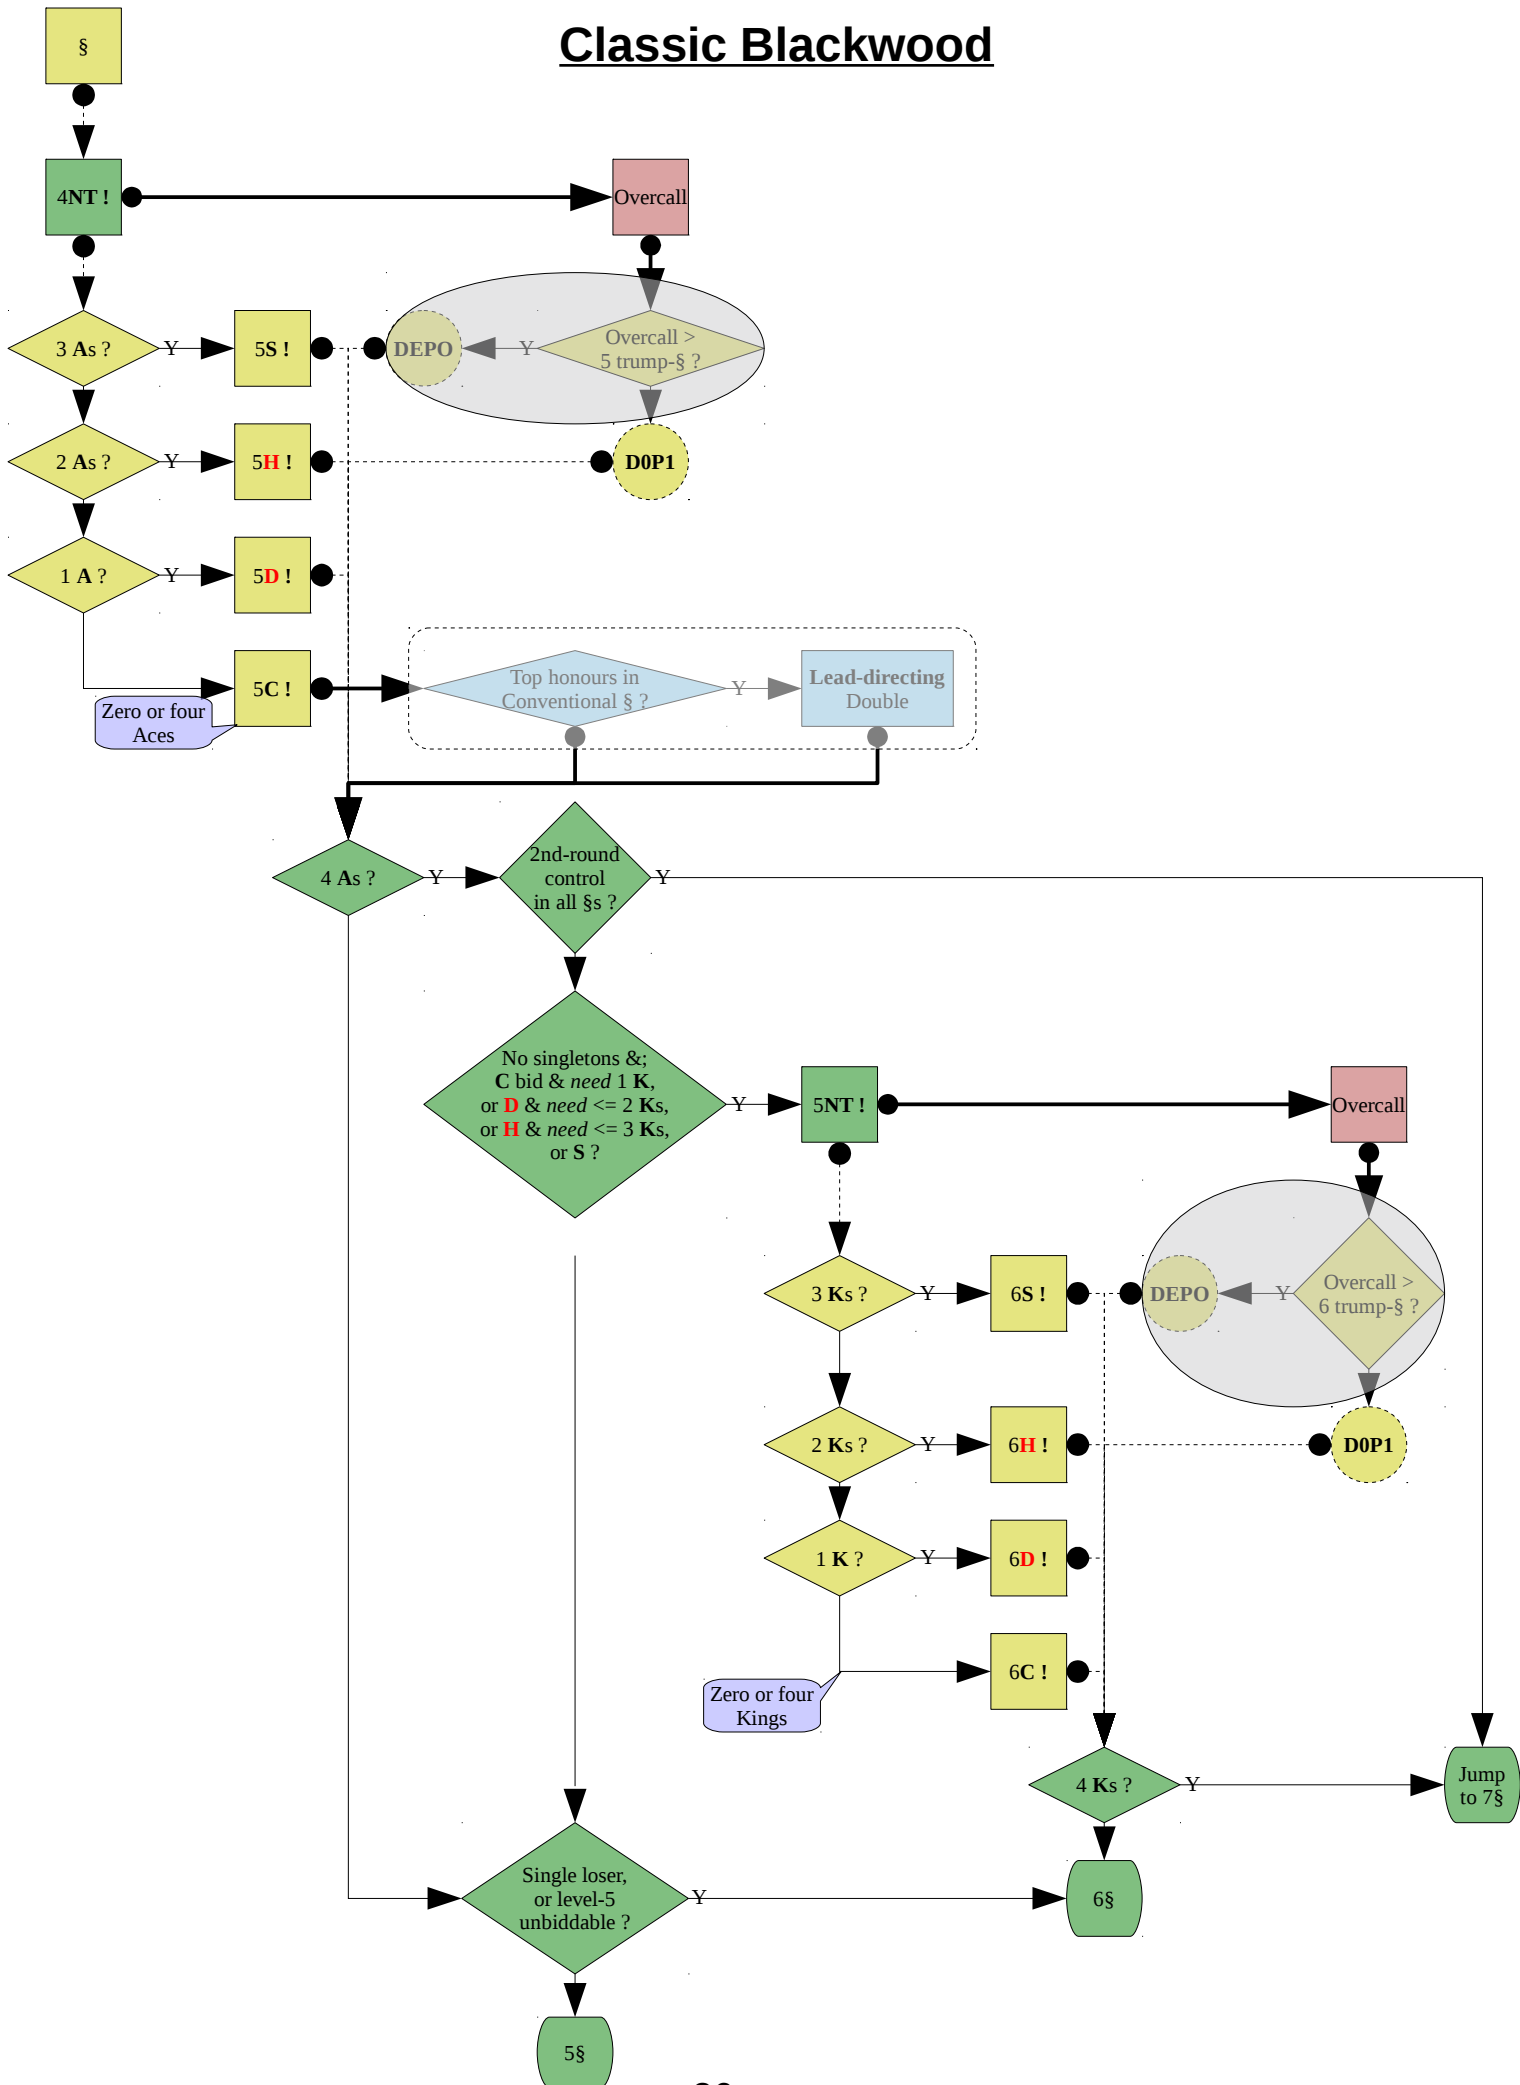 Classic Blackwood
§
4NT !
Overcall
3 As ?
Y
5S !
DEPO
Y
Overcall >
5 trump-§ ?
2 As ?
Y
5H !
D0P1
1 A ?
Y
5D !
5C !
Top honours in
Conventional § ?
Y
Lead-directing
Double
Zero or four
Aces
4 As ?
Y
2nd-round
control
in all §s ?
Y
No singletons &;
C bid & need 1 K,
or D & need <= 2 Ks,
or H & need <= 3 Ks,
or S ?
Y
5NT !
Overcall
3 Ks ?
Y
6S !
DEPO
Y
Overcall >
6 trump-§ ?
2 Ks ?
Y
6H !
D0P1
1 K ?
Y
6D !
6C !
Zero or four
Kings
4 Ks ?
Y
Jump
to 7§
Single loser,
or level-5
unbiddable ?
Y
6§
5§